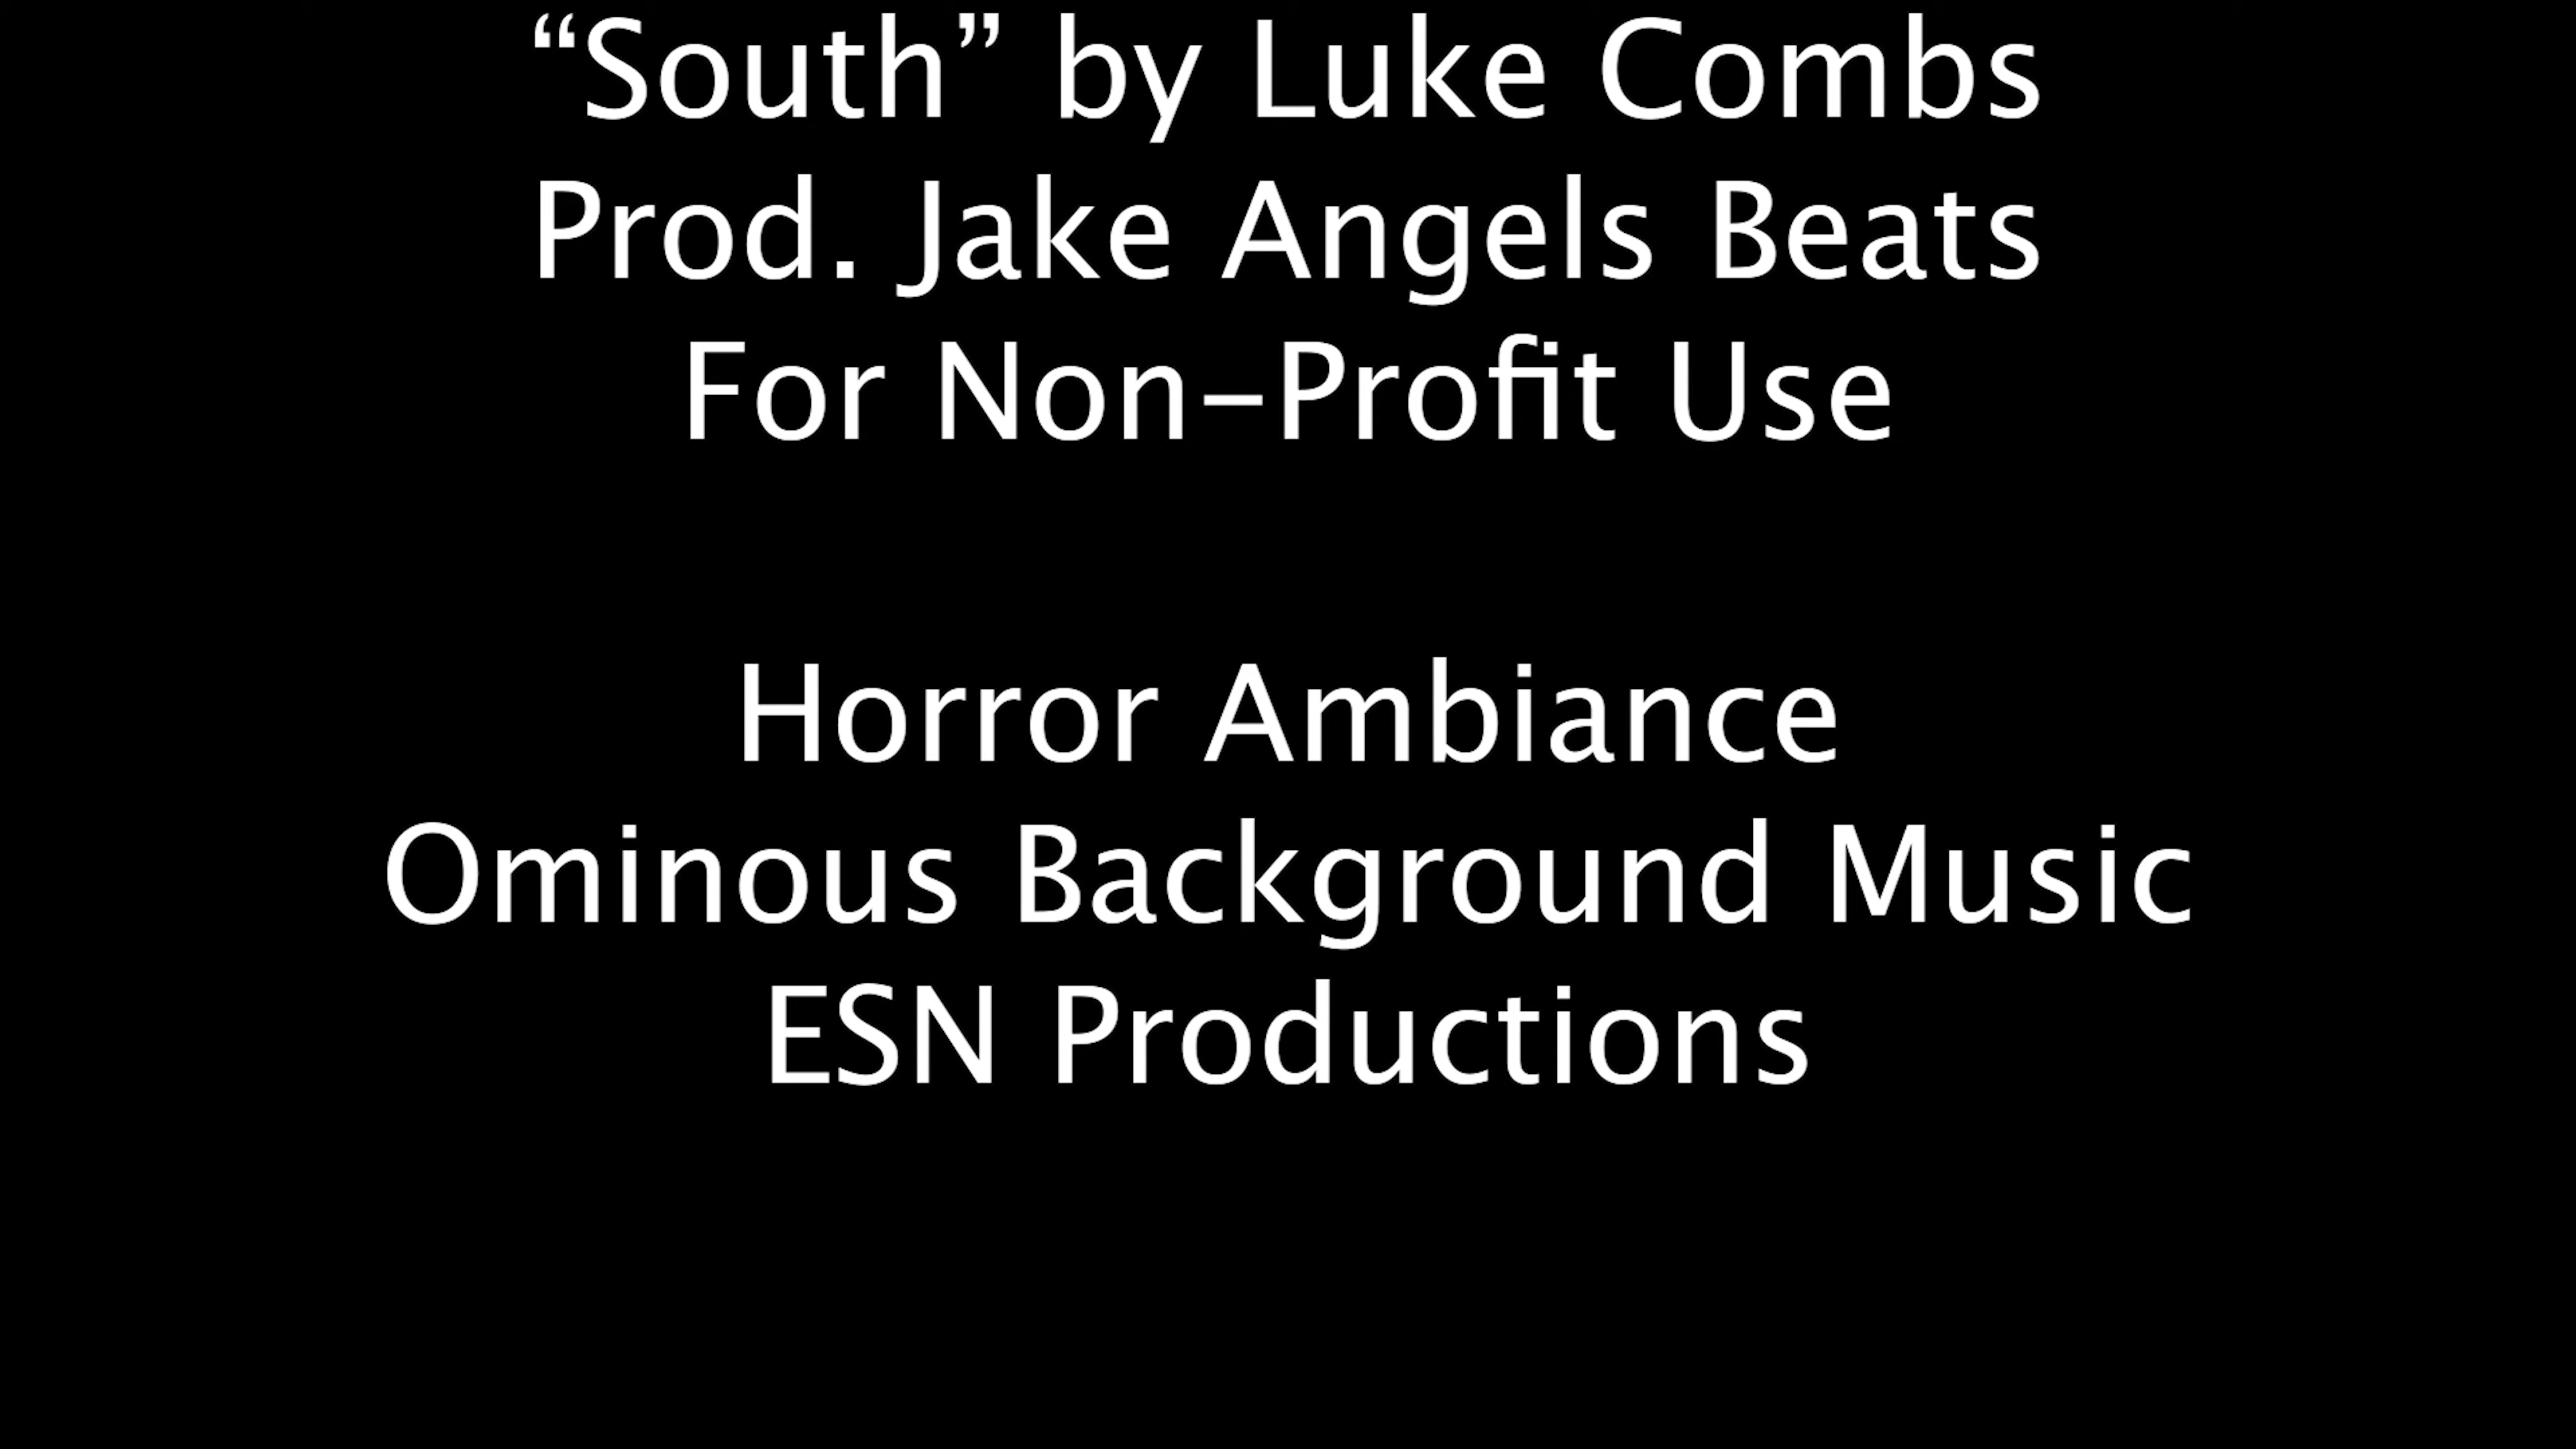 “South” by Luke Combs
Prod. Jake Angels Beats
For Non-Profit Use
Horror Ambiance
Ominous Background Music
ESN Productions